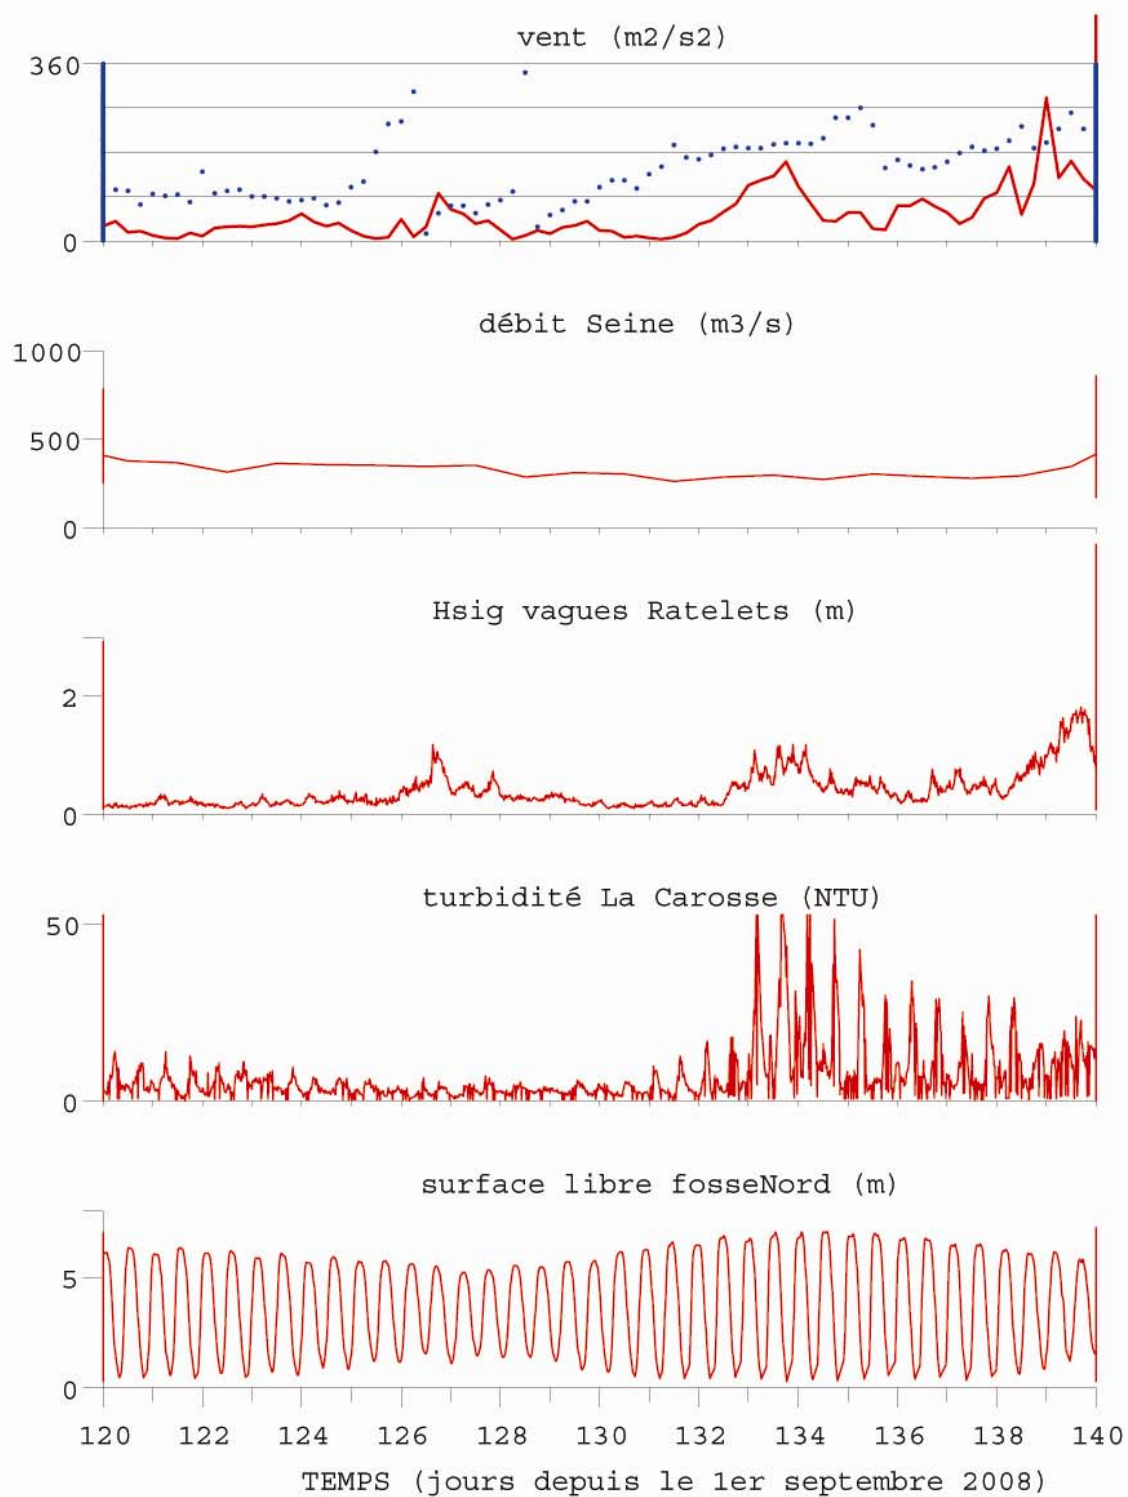 vent (m2/s2)
360
0
débit Seine (m3/s)
1000
500
0
Hsig vagues Ratelets (m)
2
0
turbidité La Carosse (NTU)
50
0
surface libre fosseNord (m)
5
0
120 122 124 126 128 130 132 134 136 138 140
TEMPS (jours depuis le 1er septembre 2008)